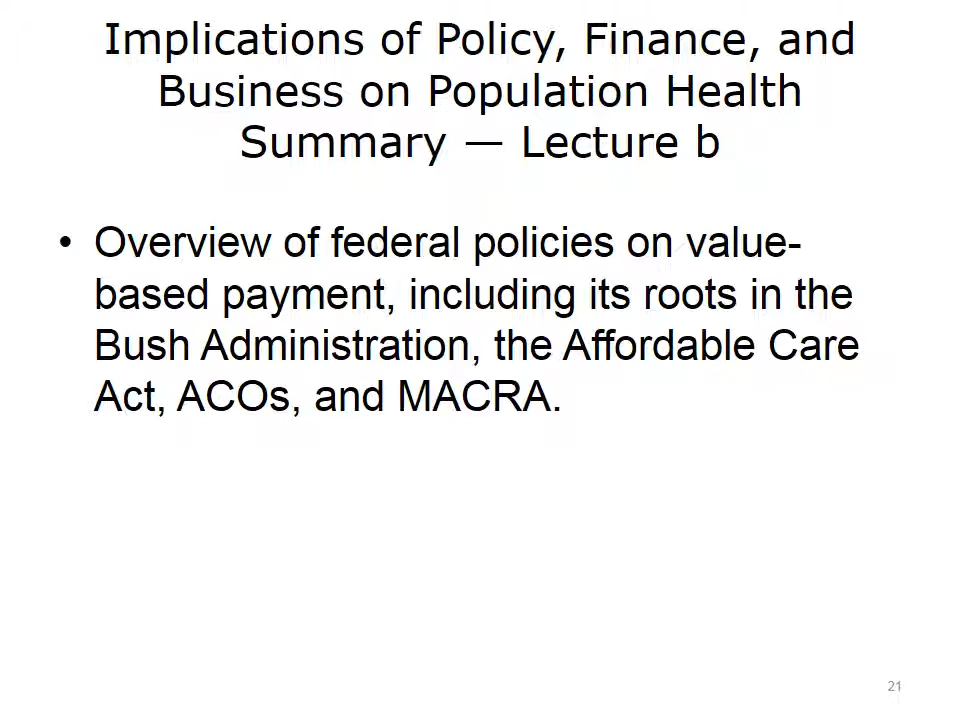 Implications of Policy, Finance, and
Business on Population Health
Summary — Lecture b
• Overview of federal policies on value-
based payment, including its roots in the
Bush Administration, the Affordable Care
Act, ACOs, and MACRA.
21